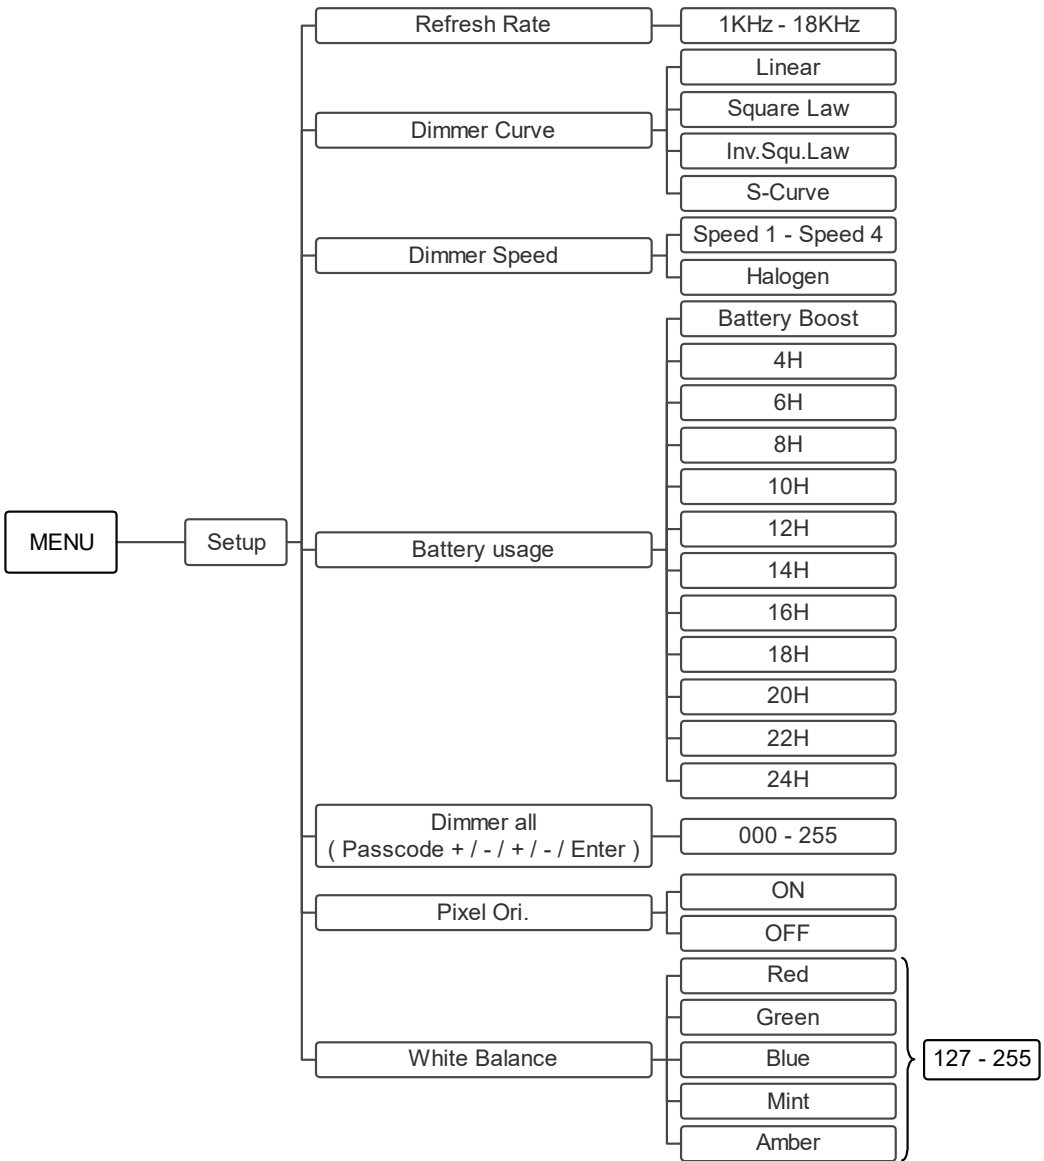 MENU
Setup
Refresh Rate
1KHz - 18KHz
Dimmer Curve
Linear
Square Law
Inv.Squ.Law
S-Curve
Dimmer Speed
Speed 1 - Speed 4
Halogen
Battery usage
Battery Boost
4H
6H
8H
10H
12H
14H
16H
18H
20H
22H
24H
Dimmer all
( Passcode + / - / + / - / Enter )
000 - 255
Pixel Ori.
ON
OFF
White Balance
Red
Green
Blue
Mint
Amber
127 - 255